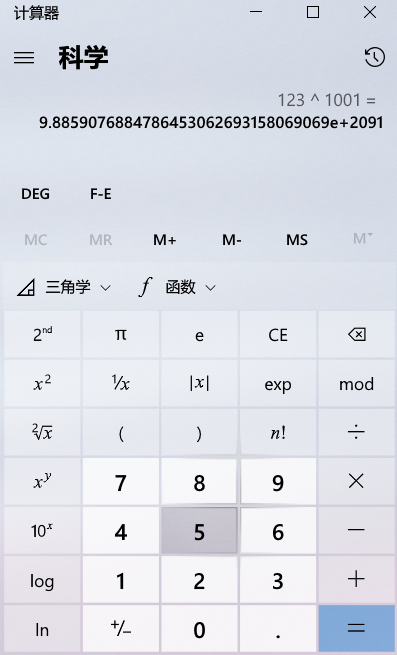 计算器
科学
123 ^ 1001 =
9.8859076884786453062693158069069e+2091
DEG F-E
MC MR M+ M- MS M
三角学 f 函数
2nd π e CE
x² ¹/x |x| exp mod
²√x ( ) n! ÷
xʸ 7 8 9 ×
10ˣ 4 5 6 −
log 1 2 3 +
ln +/− 0 . =